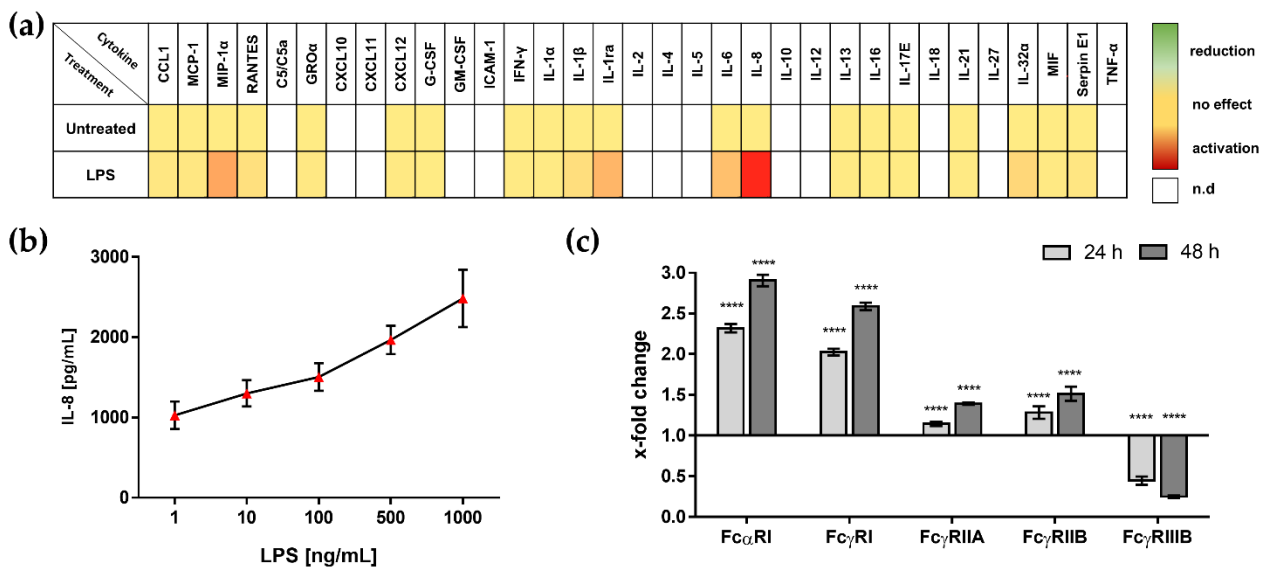 (a)
Cytokine
Treatment
CCL1
MCP-1
MIP-1α
RANTES
C5/C5a
GROα
CXCL10
CXCL11
CXCL12
G-CSF
GM-CSF
ICAM-1
IFN-γ
IL-1α
IL-1β
IL-1ra
IL-2
IL-4
IL-5
IL-6
IL-8
IL-10
IL-12
IL-13
IL-16
IL-17E
IL-18
IL-21
IL-27
IL-32α
MIF
Serpin E1
TNF-α
Untreated
LPS
reduction
no effect
activation
n.d
(b)
3000
2000
1000
0
IL-8 [pg/mL]
1 10 100 500 1000
LPS [ng/mL]
(c)
24 h 48 h
3.0
2.5
2.0
1.5
1.0
0.5
0.0
x-fold change
**** ****
**** ****
**** ****
**** ****
**** ****
FcαRI FcγRI FcγRIIA FcγRIIB FcγRIIIB